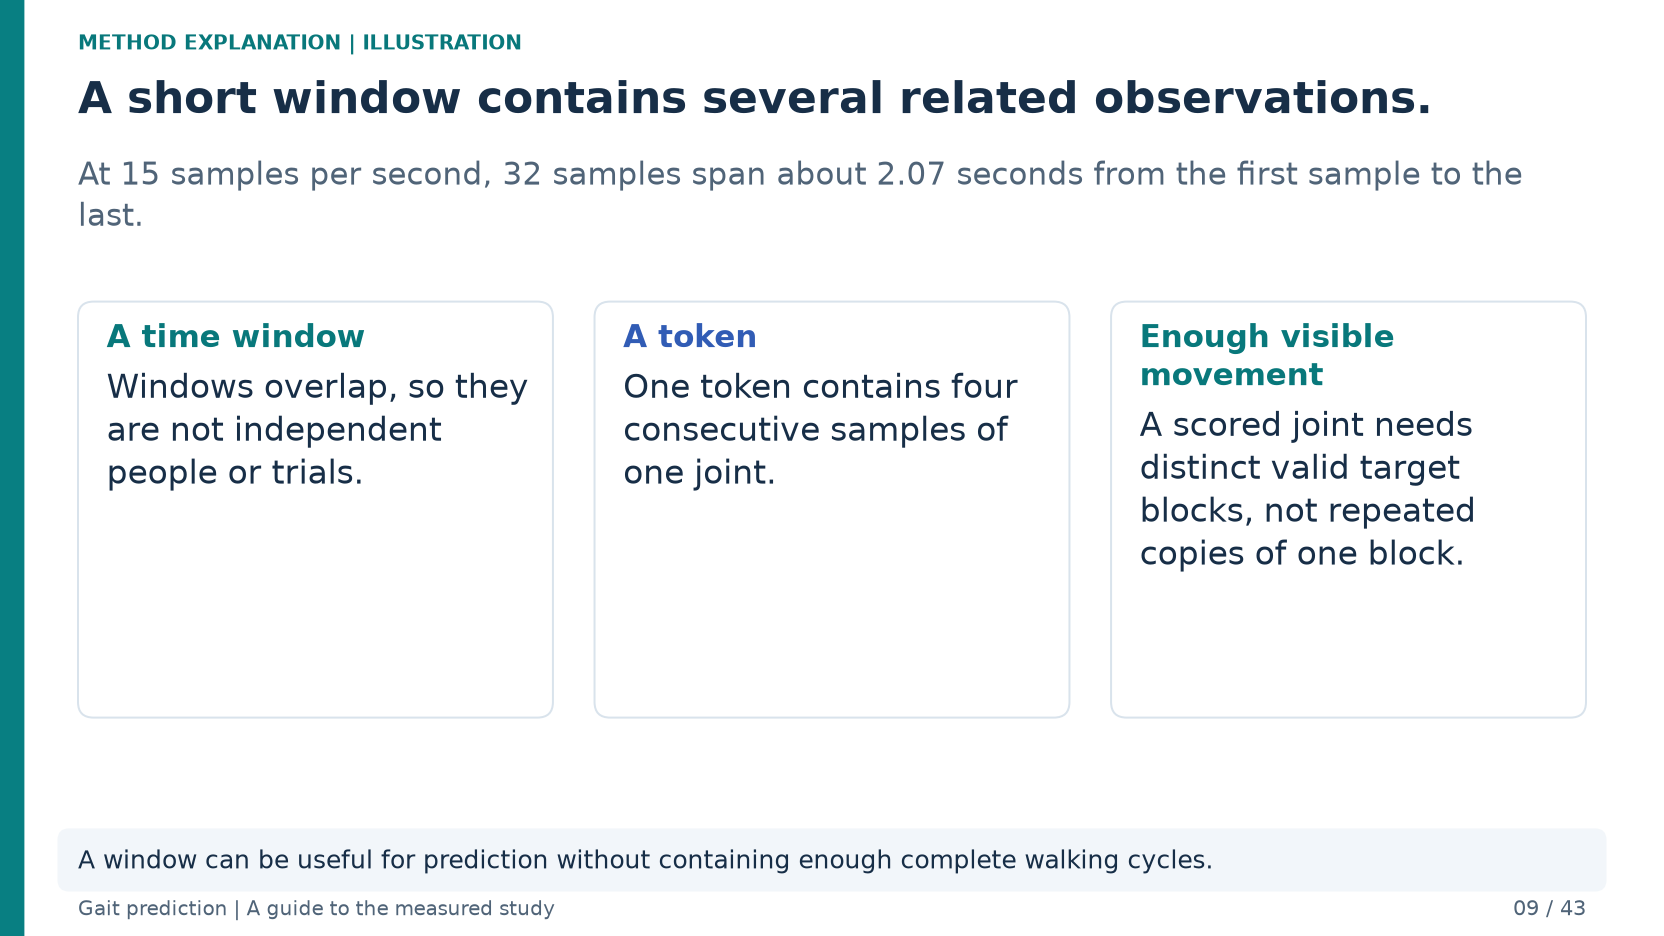 METHOD EXPLANATION | ILLUSTRATION
A short window contains several related observations.
At 15 samples per second, 32 samples span about 2.07 seconds from the first sample to the
last.
A time window
Windows overlap, so they
are not independent
people or trials.
A token
One token contains four
consecutive samples of
one joint.
Enough visible
movement
A scored joint needs
distinct valid target
blocks, not repeated
copies of one block.
A window can be useful for prediction without containing enough complete walking cycles.
Gait prediction | A guide to the measured study
09 / 43